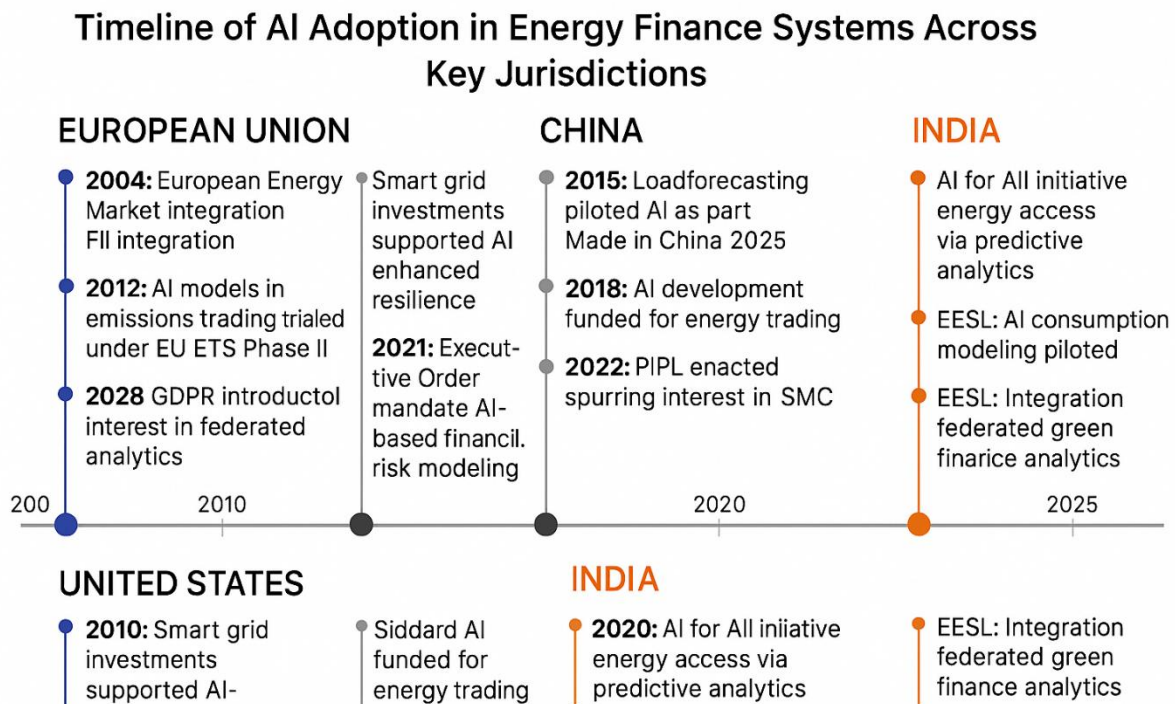 Timeline of AI Adoption in Energy Finance Systems Across
Key Jurisdictions
EUROPEAN UNION
2004: European Energy
Market integration
FII integration
2012: AI models in
emissions trading trialed
under EU ETS Phase II
2028 GDPR introductol
interest in federated
analytics
Smart grid
investments
supported AI
enhanced
resilience
2021: Execut-
tive Order
mandate AI-
based financil.
risk modeling
CHINA
2015: Loadforecasting
piloted AI as part
Made in China 2025
2018: AI development
funded for energy trading
2022: PIPL enacted
spurring interest in SMC
INDIA
AI for All initiative
energy access
via predictive
analytics
EESL: AI consumption
modeling piloted
EESL: Integration
federated green
finarice analytics
200
2010
2020
2025
UNITED STATES
2010: Smart grid
investments
supported AI-
Siddard AI
funded for
energy trading
INDIA
2020: AI for All iniiative
energy access via
predictive analytics
EESL: Integration
federated green
finance analytics